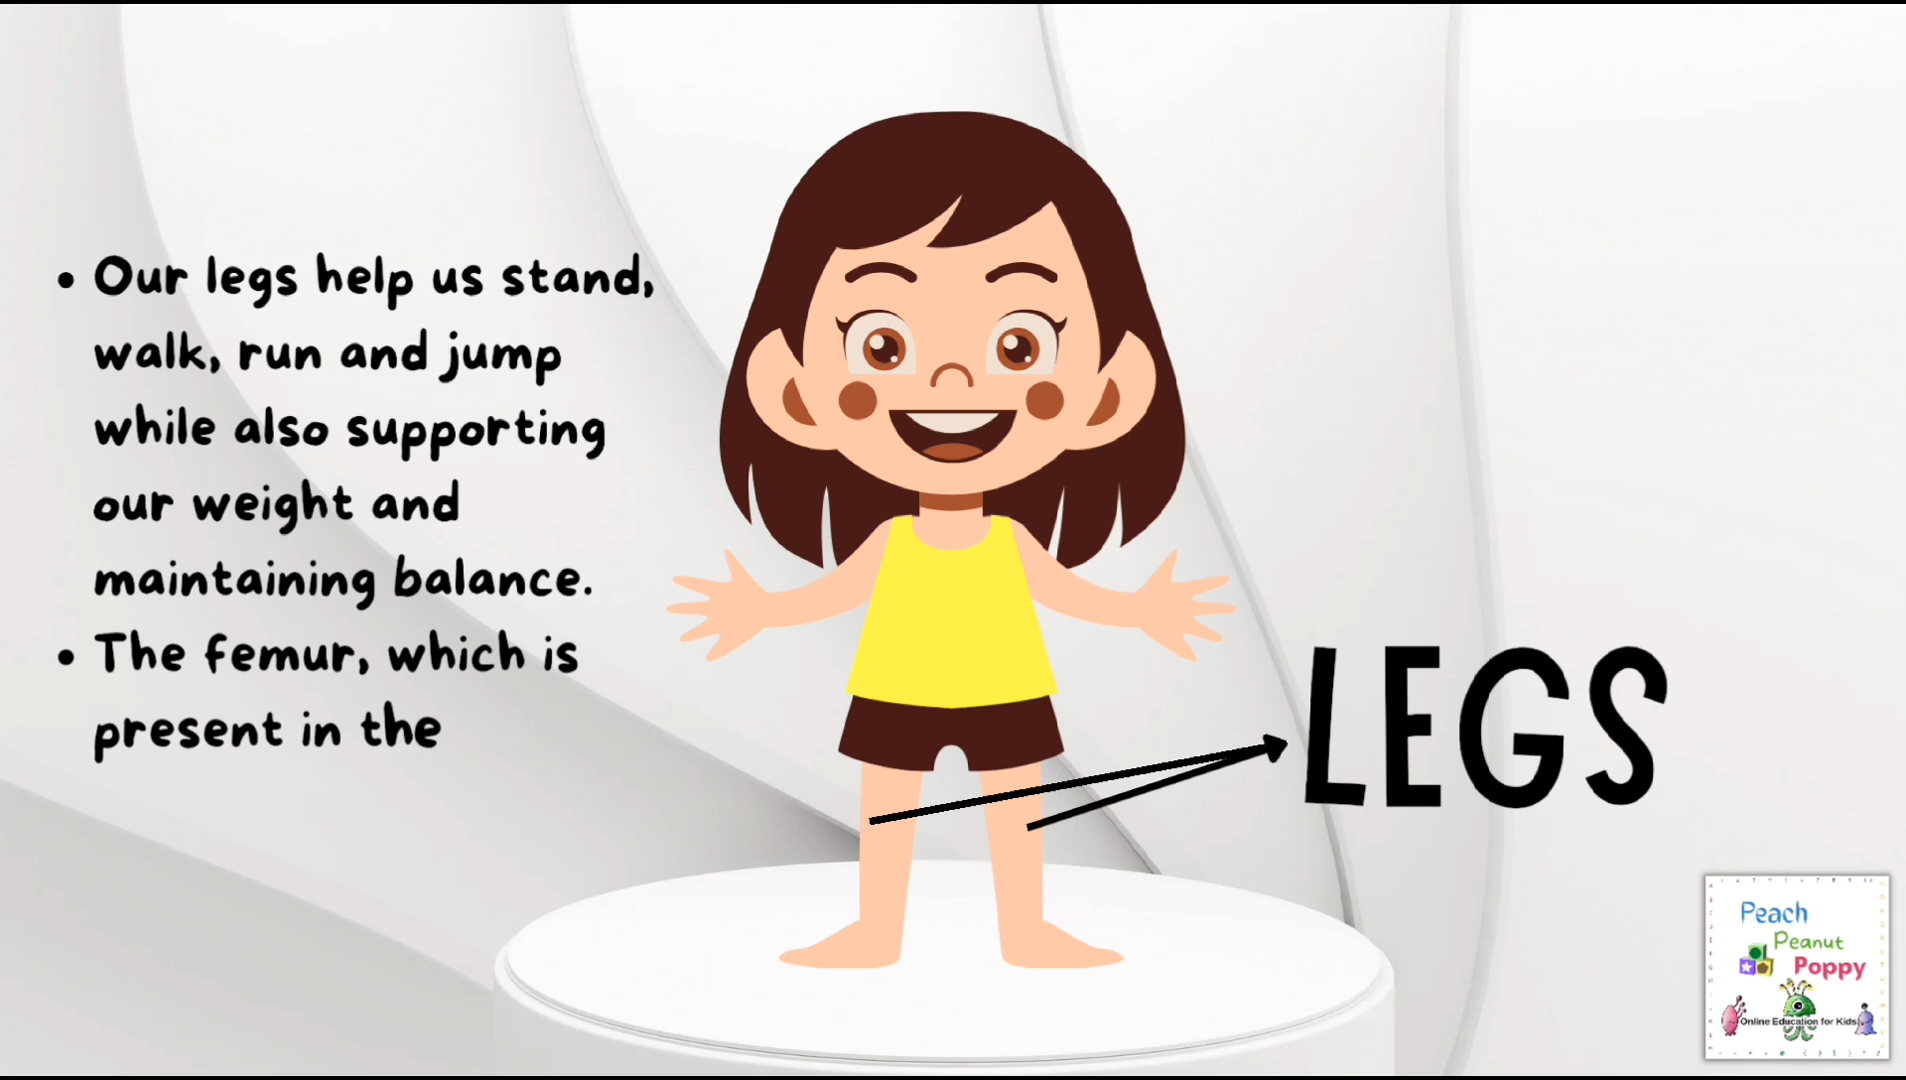 • Our legs help us stand,
walk, run and jump
while also supporting
our weight and
maintaining balance.
• The femur, which is
present in the
LEGS
Peach
Peanut
Poppy
Online Education for Kids